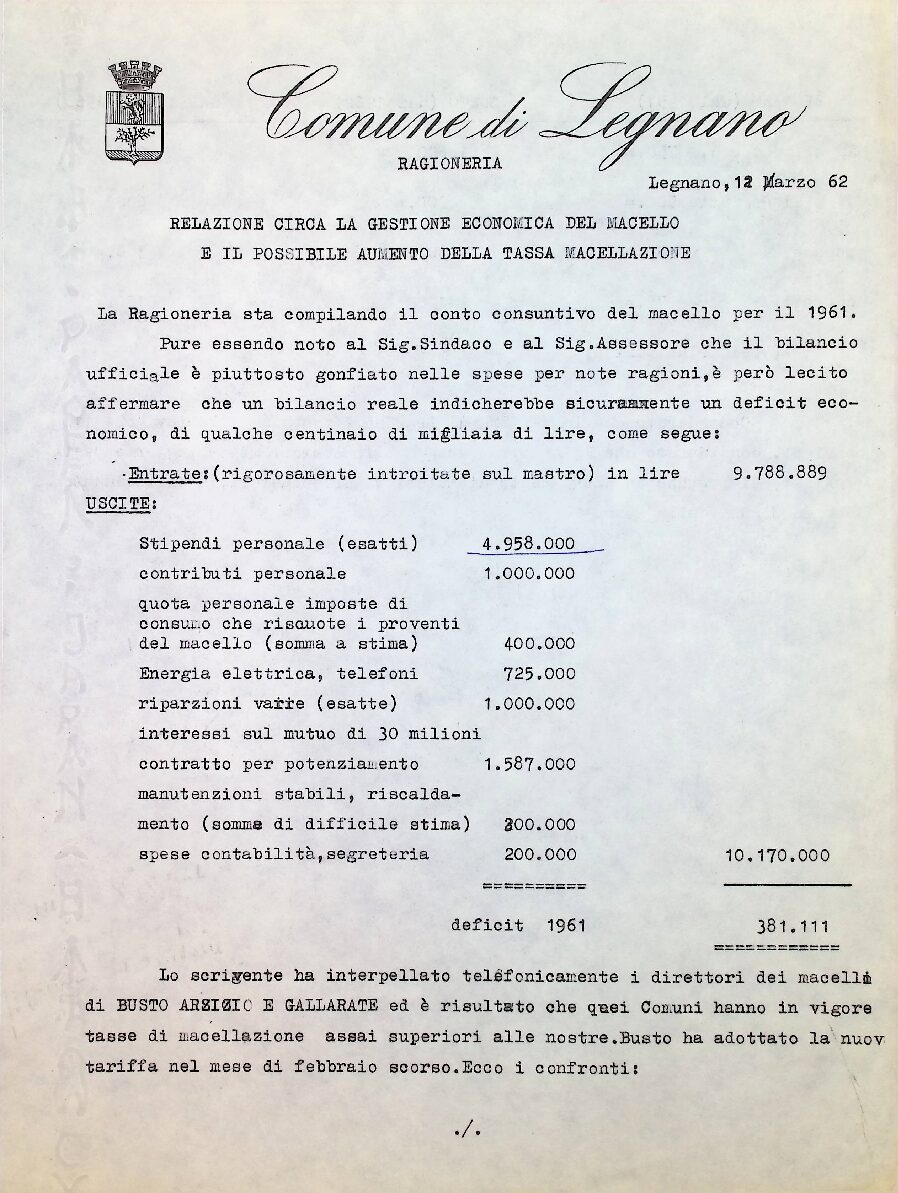 Comune di Legnano
RAGIONERIA
Legnano,12 Marzo 62
RELAZIONE CIRCA LA GESTIONE ECONOMICA DEL MACELLO
E IL POSSIBILE AUMENTO DELLA TASSA MACELLAZIONE
La Ragioneria sta compilando il conto consuntivo del macello per il 1961.
Pure essendo noto al Sig.Sindaco e al Sig.Assessore che il bilancio
ufficiale è piuttosto gonfiato nelle spese per note ragioni,è però lecito
affermare che un bilancio reale indicherebbe sicuramente un deficit eco-
nomico, di qualche centinaio di migliaia di lire, come segue:
Entrate:(rigorosamente introitate sul mastro) in lire 9.788.889
USCITE:
Stipendi personale (esatti) 4.958.000
contributi personale 1.000.000
quota personale imposte di
consumo che riscuote i proventi
del macello (somma a stima) 400.000
Energia elettrica, telefoni 725.000
riparzioni varie (esatte) 1.000.000
interessi sul mutuo di 30 milioni
contratto per potenziamento 1.587.000
manutenzioni stabili, riscalda-
mento (somma di difficile stima) 300.000
spese contabilità,segreteria 200.000 10.170.000
==========
deficit 1961 381.111
============
Lo scrivente ha interpellato telefonicamente i direttori dei macelli
di BUSTO ARSIZIO E GALLARATE ed è risultato che quei Comuni hanno in vigore
tasse di macellazione assai superiori alle nostre.Busto ha adottato la nuov
tariffa nel mese di febbraio scorso.Ecco i confronti:
./.